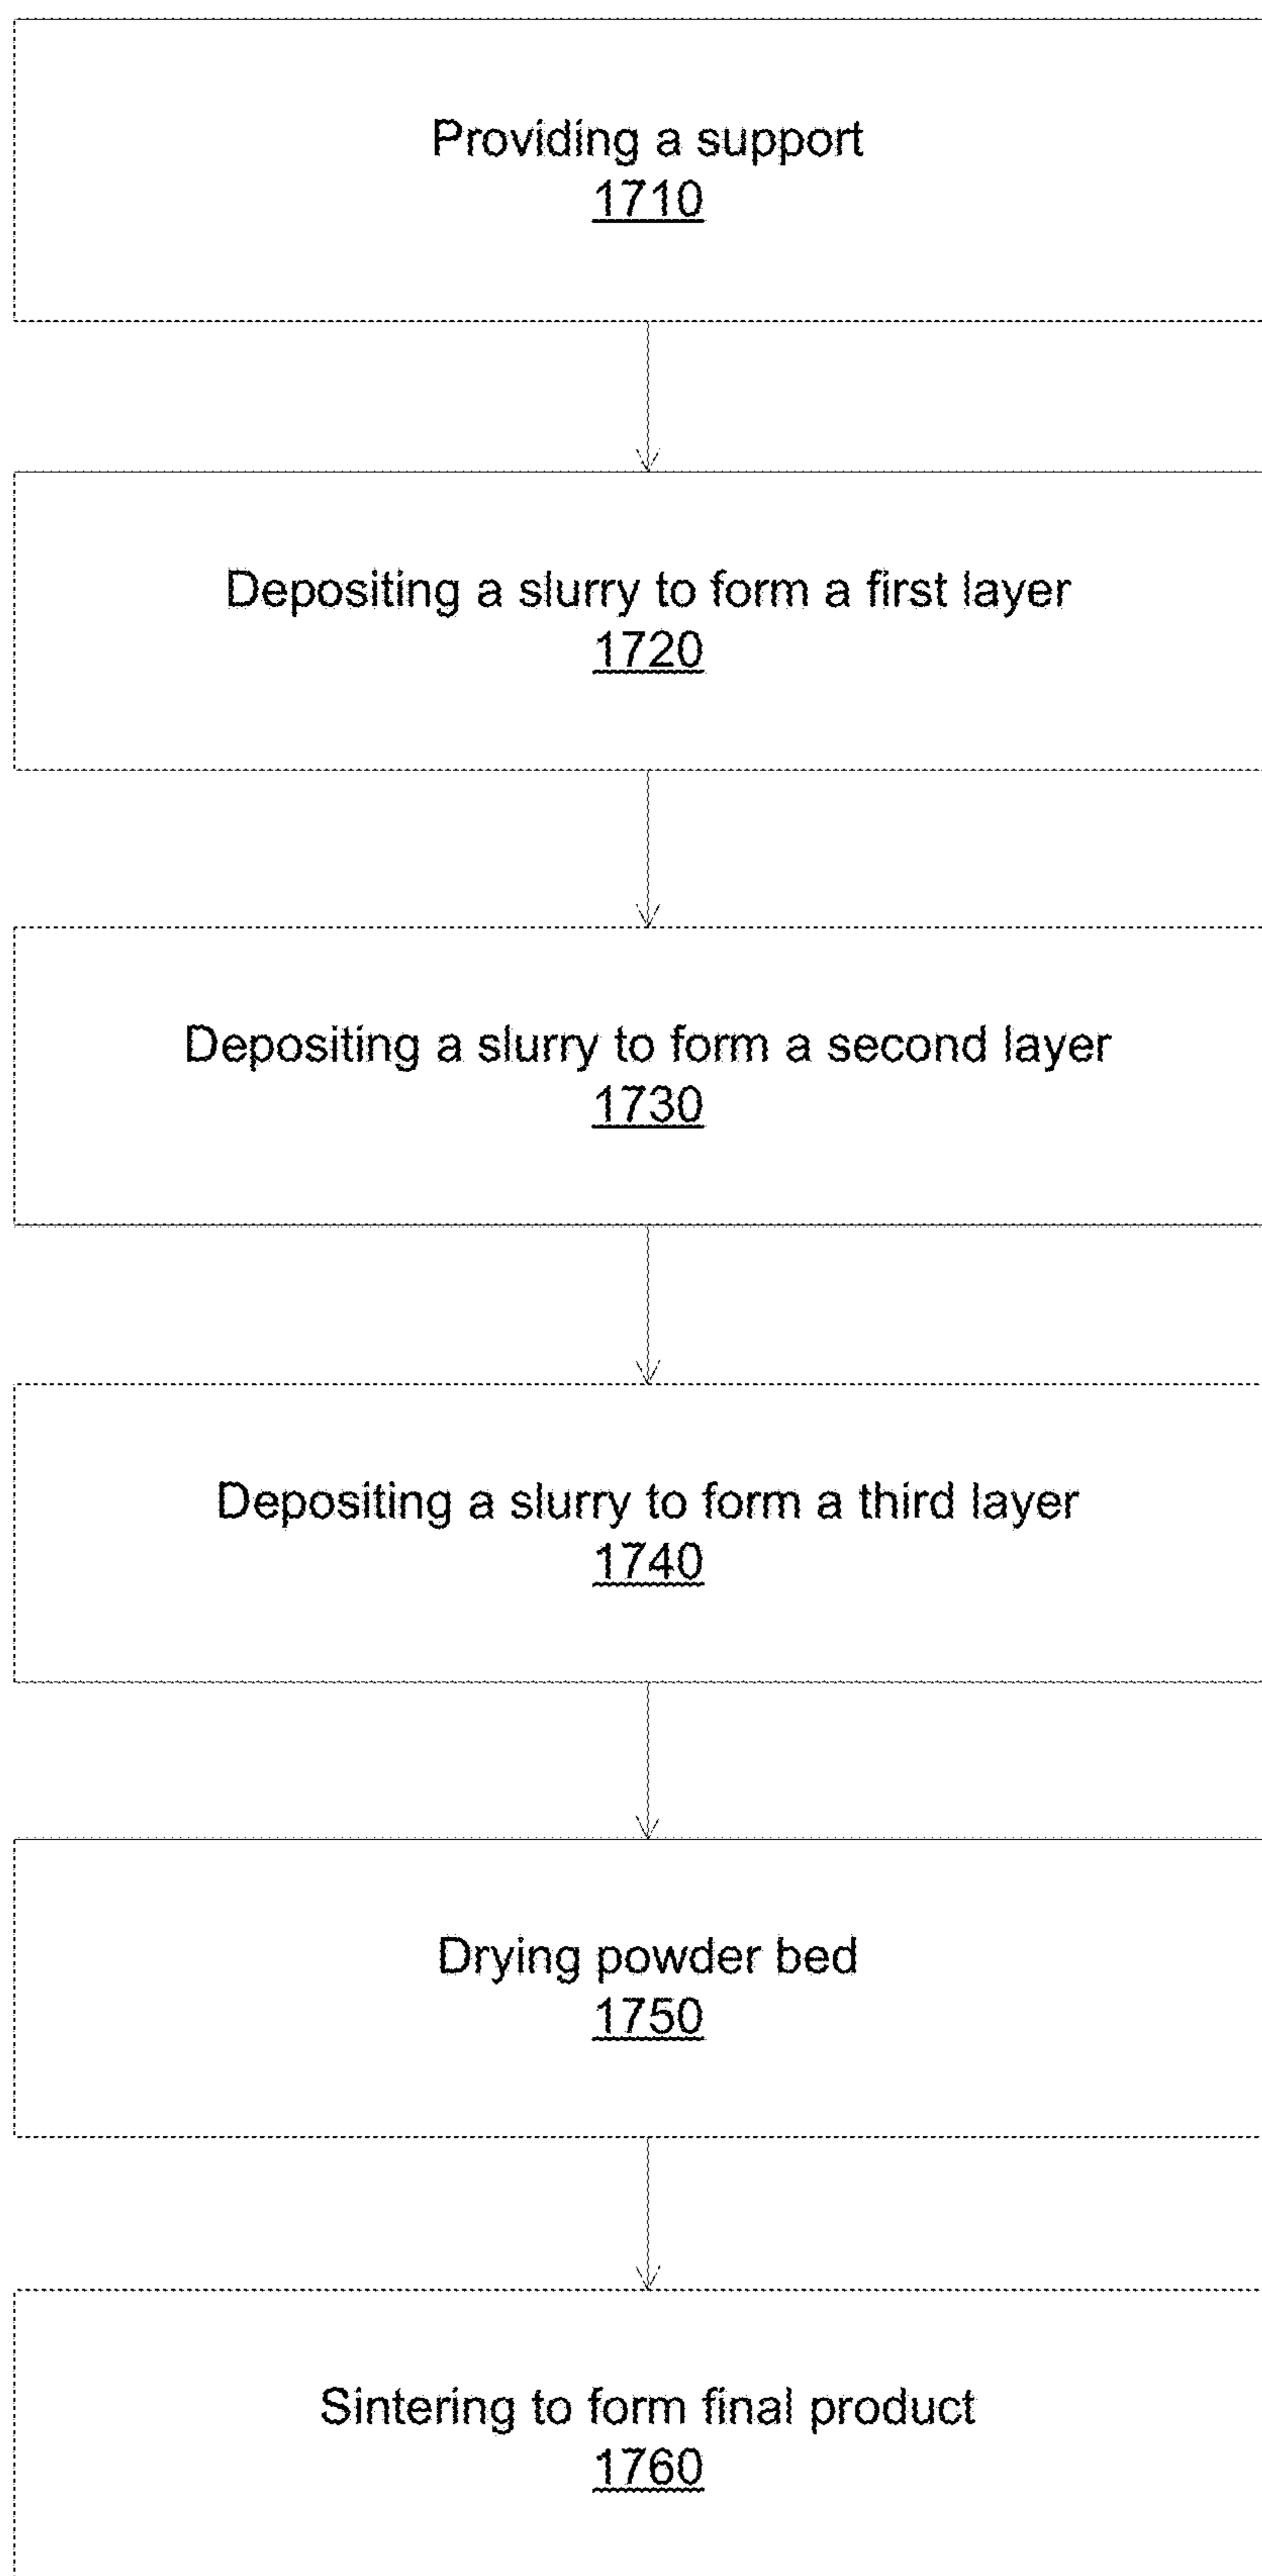 Providing a support
1710
Depositing a slurry to form a first layer
1720
Depositing a slurry to form a second layer
1730
Depositing a slurry to form a third layer
1740
Drying powder bed
1750
Sintering to form final product
1760